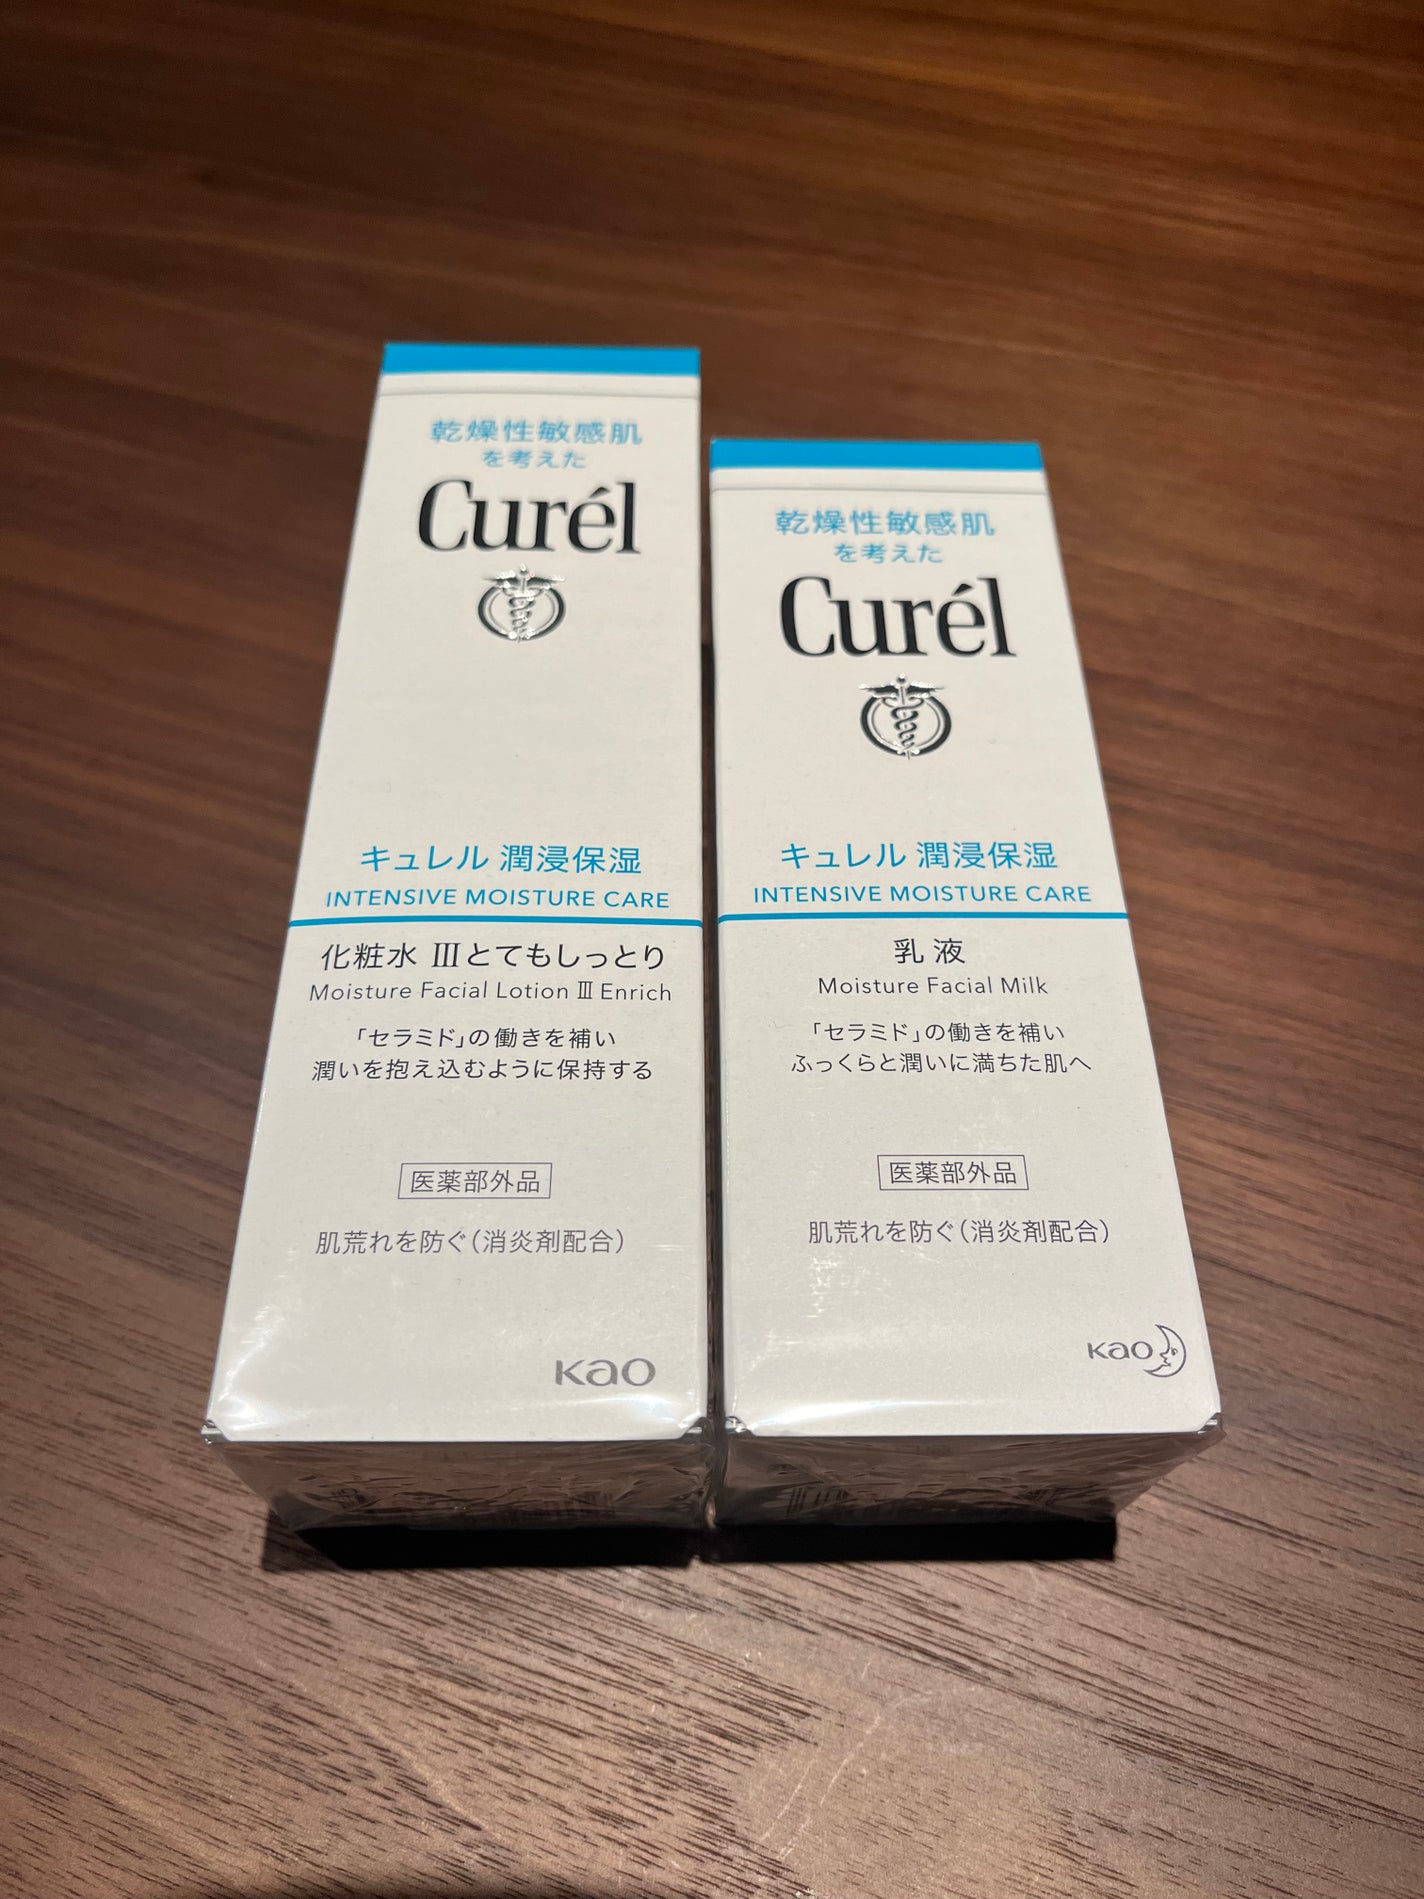 乾燥性敏感肌
を考えた
Curél
キュレル 潤浸保湿
INTENSIVE MOISTURE CARE
化粧水 Ⅲとてもしっとり
Moisture Facial Lotion Ⅲ Enrich
「セラミド」の働きを補い
潤いを抱え込むように保持する
医薬部外品
肌荒れを防ぐ（消炎剤配合）
Kao
乾燥性敏感肌
を考えた
Curél
キュレル 潤浸保湿
INTENSIVE MOISTURE CARE
乳液
Moisture Facial Milk
「セラミド」の働きを補い
ふっくらと潤いに満ちた肌へ
医薬部外品
肌荒れを防ぐ（消炎剤配合）
Kao